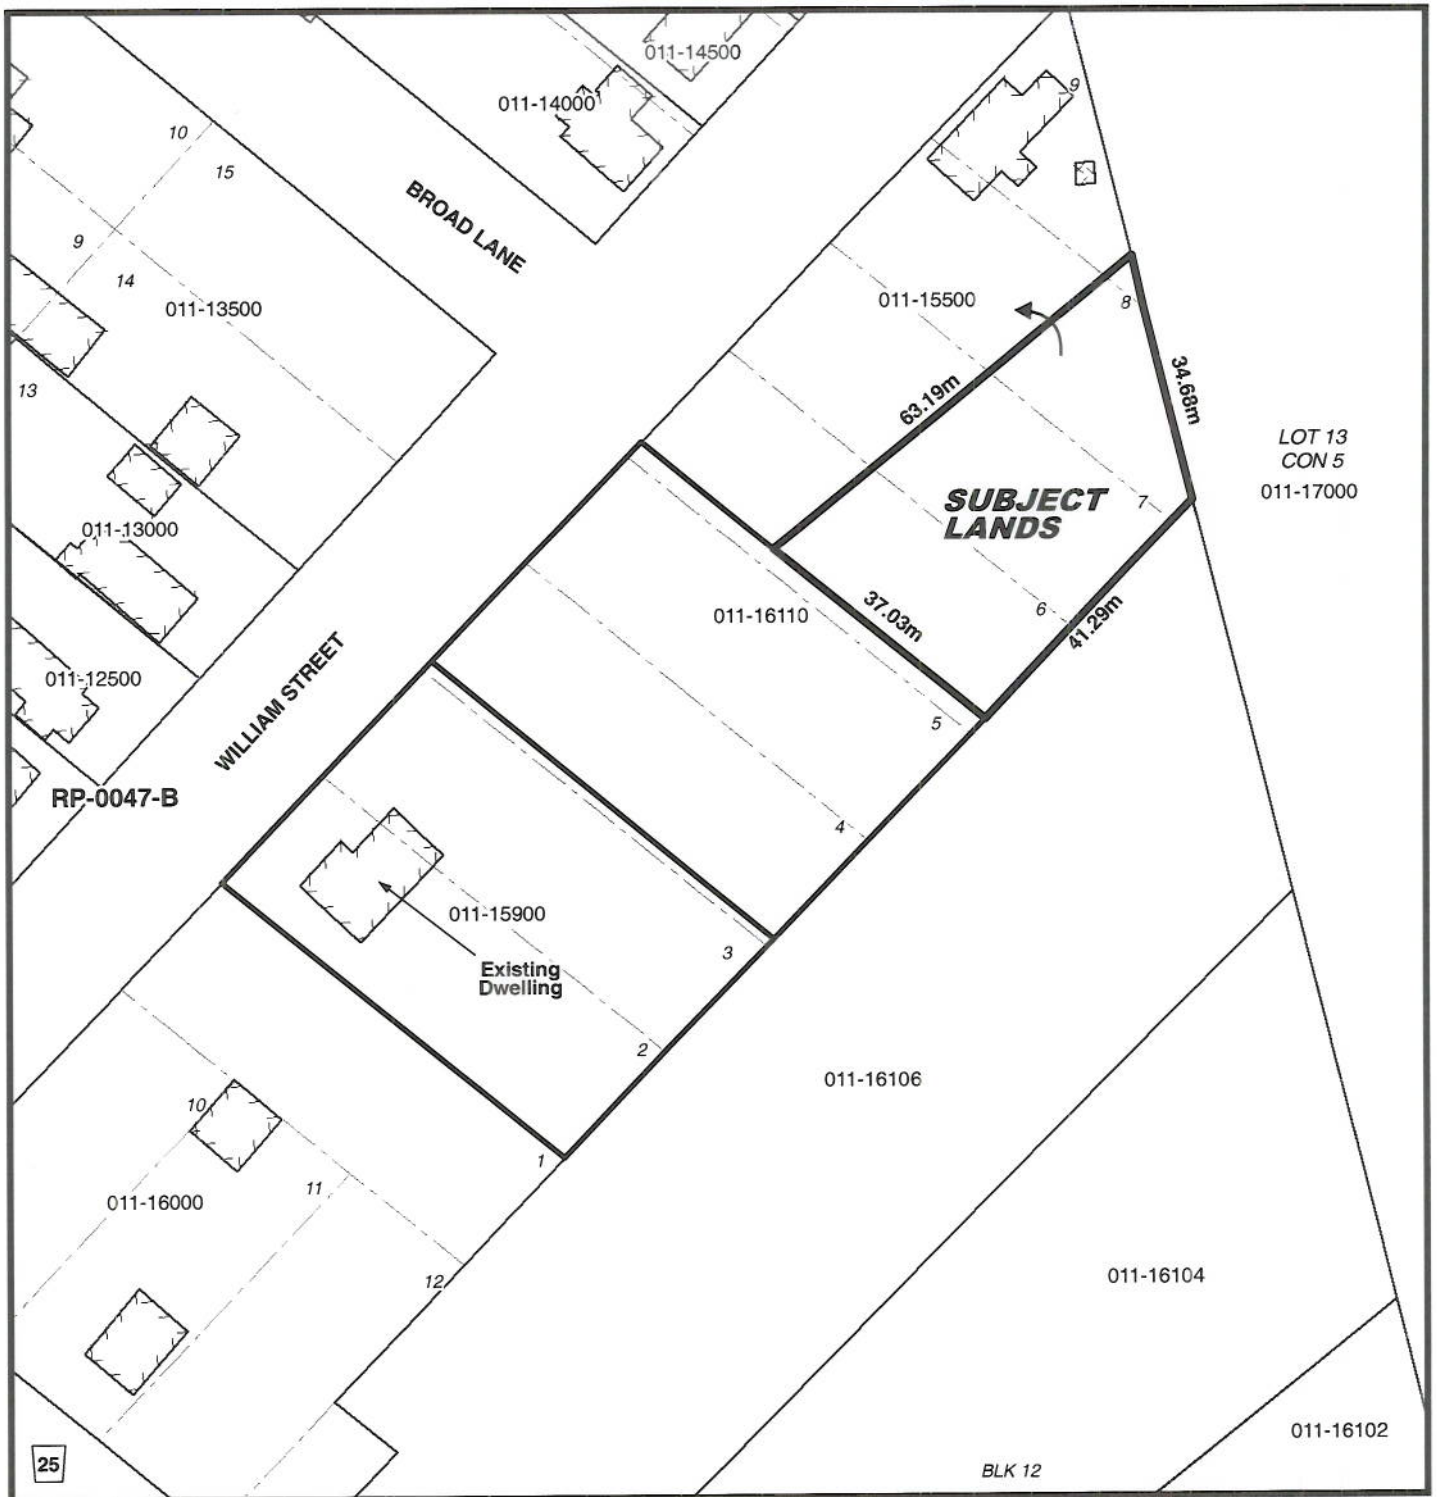 011-14500
9
011-14000
10
15
BROAD LANE
9
14
011-13500
011-15500
8
13
63.19m
34.68m
LOT 13
CON 5
011-17000
SUBJECT
LANDS
7
011-13000
6
37.03m
41.29m
011-16110
011-12500
WILLIAM STREET
5
RP-0047-B
4
011-15900
3
Existing
Dwelling
2
011-16106
10
1
11
011-16000
12
011-16104
011-16102
25
BLK 12